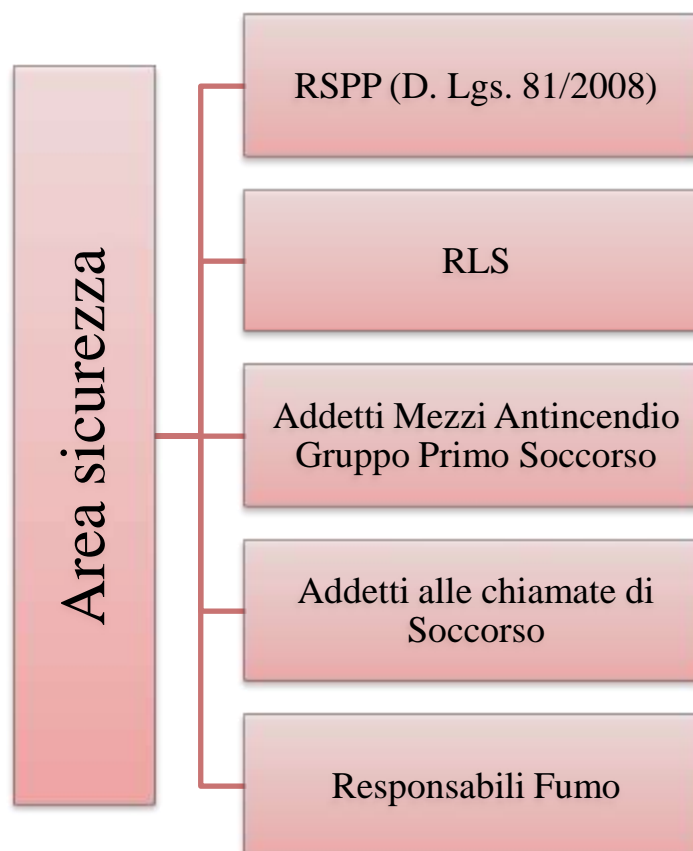 Area sicurezza
RSPP (D. Lgs. 81/2008)
RLS
Addetti Mezzi Antincendio
Gruppo Primo Soccorso
Addetti alle chiamate di
Soccorso
Responsabili Fumo